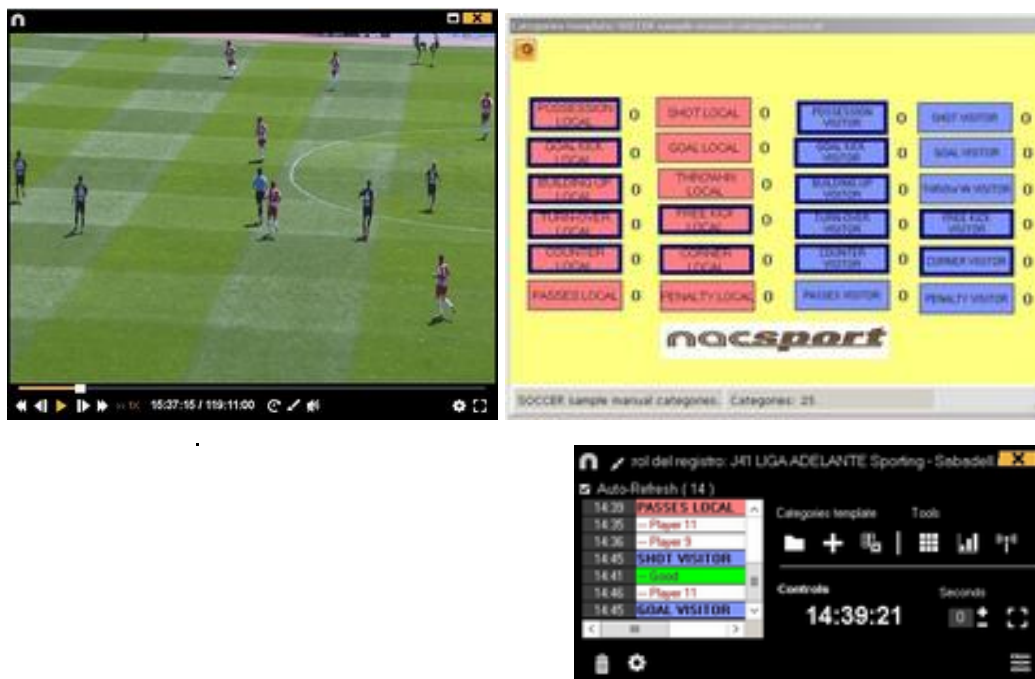 1X 15:37:15 / 119:11:00
Categories template: SOCCER sample manual categories
POSSESSION LOCAL 0 SHOT LOCAL 0 POSSESSION VISITOR 0 SHOT VISITOR 0
GOAL KICK LOCAL 0 GOAL LOCAL 0 GOAL KICK VISITOR 0 GOAL VISITOR 0
BUILDING UP LOCAL 0 THROW-IN LOCAL 0 BUILDING UP VISITOR 0 THROW-IN VISITOR 0
TURN-OVER LOCAL 0 FREE KICK LOCAL 0 TURN-OVER VISITOR 0 FREE KICK VISITOR 0
COUNTER LOCAL 0 CORNER LOCAL 0 COUNTER VISITOR 0 CORNER VISITOR 0
PASSES LOCAL 0 PENALTY LOCAL 0 PASSES VISITOR 0 PENALTY VISITOR 0
nacsport
SOCCER sample manual categories. Categories: 25
rol del registro: J41 LIGA ADELANTE Sporting - Sabadell
Auto-Refresh ( 14 )
14:39 PASSES LOCAL
14:35 -- Player 11
14:36 -- Player 9
14:45 SHOT VISITOR
14:41 -- Good
14:46 -- Player 11
14:45 GOAL VISITOR
Categories template Tools
Controls Seconds
14:39:21 0